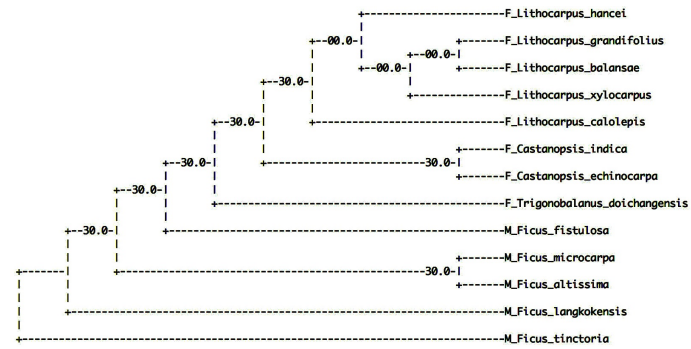 F_Lithocarpus_hancei
00.0
00.0
F_Lithocarpus_grandifolius
00.0
F_Lithocarpus_balansae
30.0
F_Lithocarpus_xylocarpus
30.0
F_Lithocarpus_calolepis
F_Castanopsis_indica
30.0
30.0
F_Castanopsis_echinocarpa
30.0
F_Trigonobalanus_doichangensis
30.0
M_Ficus_fistulosa
M_Ficus_microcarpa
30.0
M_Ficus_altissima
M_Ficus_langkokensis
M_Ficus_tinctoria